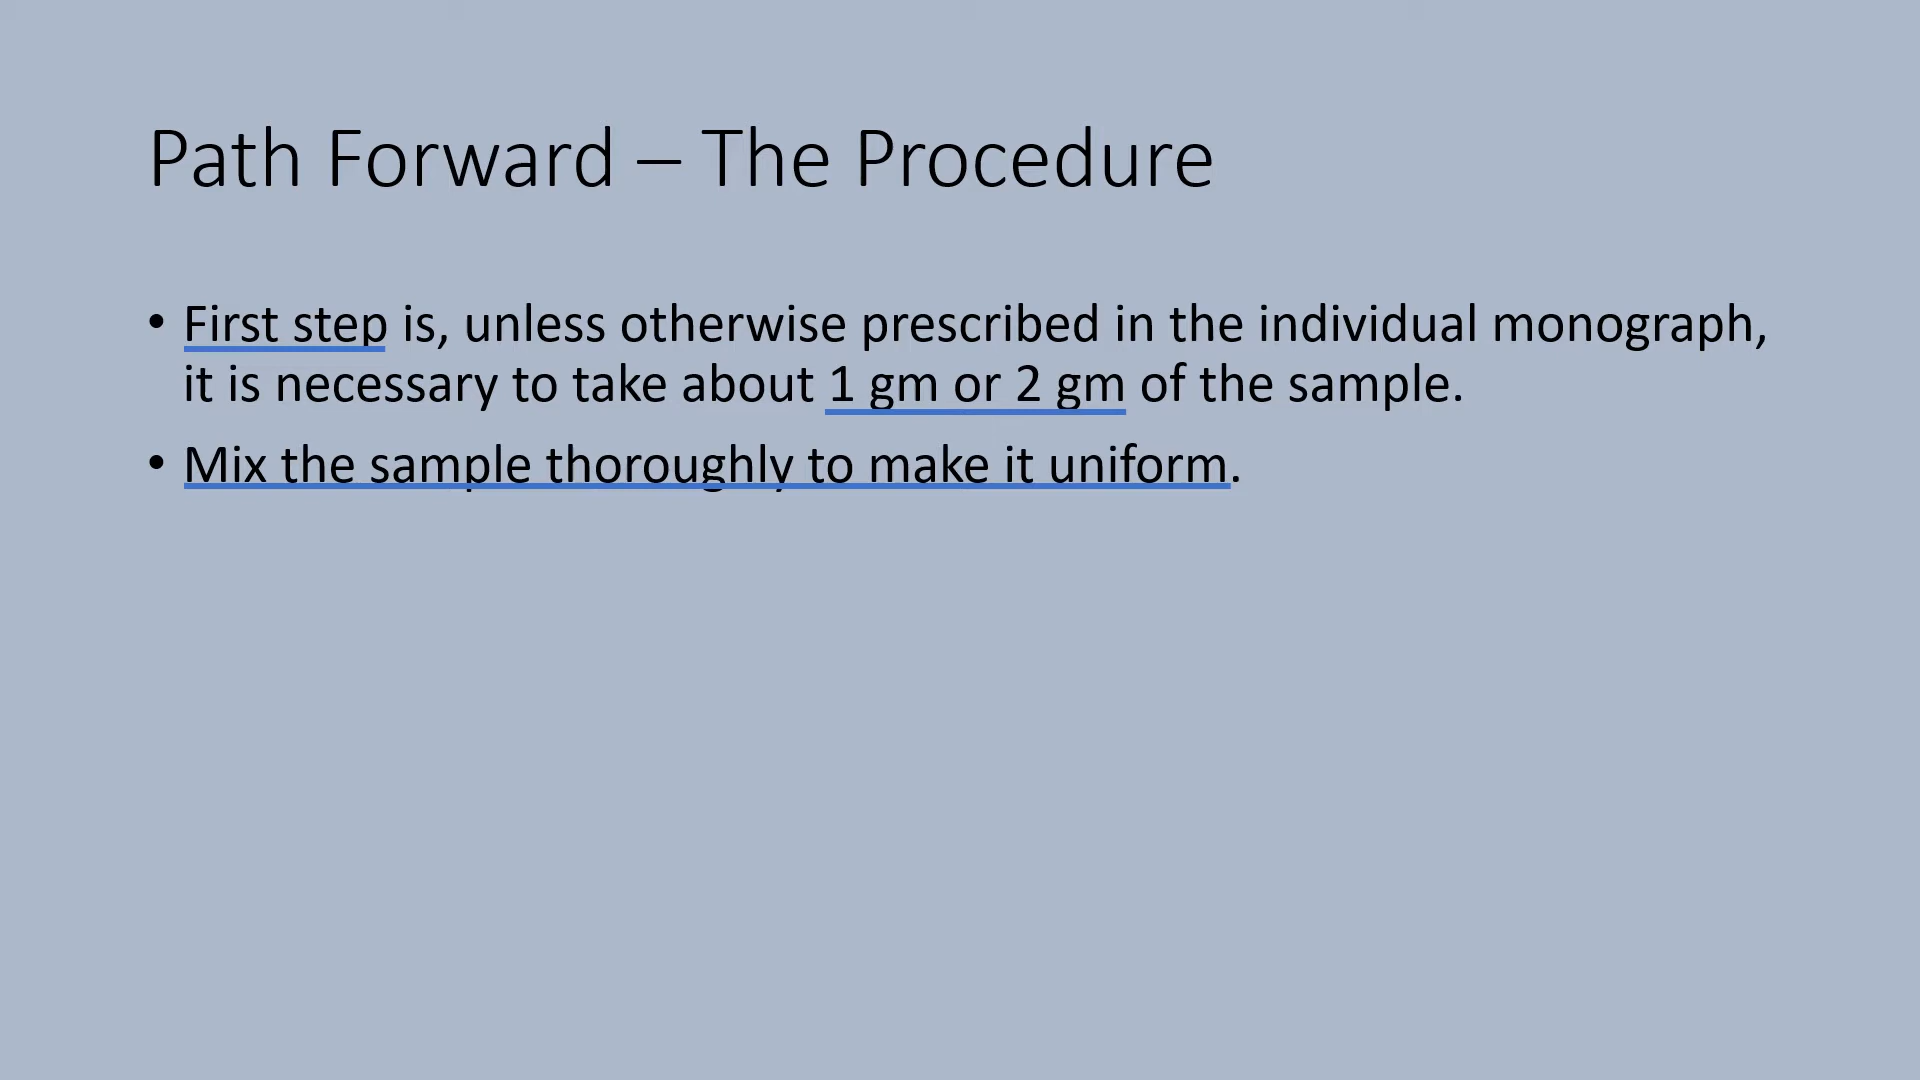 Path Forward – The Procedure
• First step is, unless otherwise prescribed in the individual monograph,
it is necessary to take about 1 gm or 2 gm of the sample.
• Mix the sample thoroughly to make it uniform.